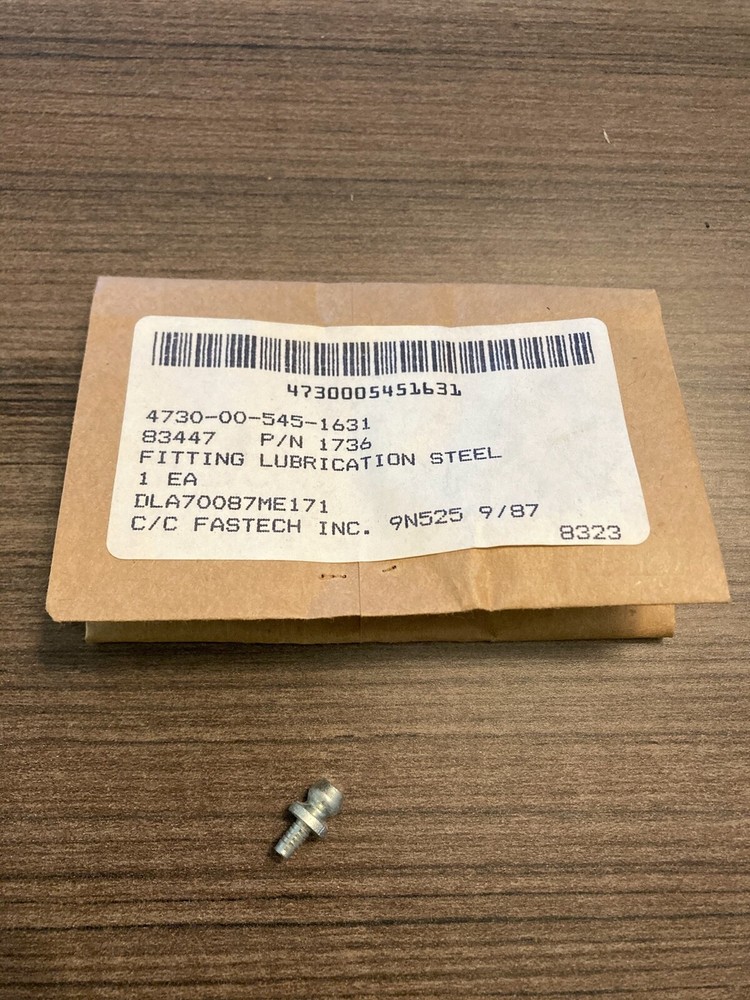 4730005451631
4730-00-545-1631
83447 P/N 1736
FITTING LUBRICATION STEEL
1 EA
DLA70087ME171
C/C FASTECH INC. 9N525 9/87
8323